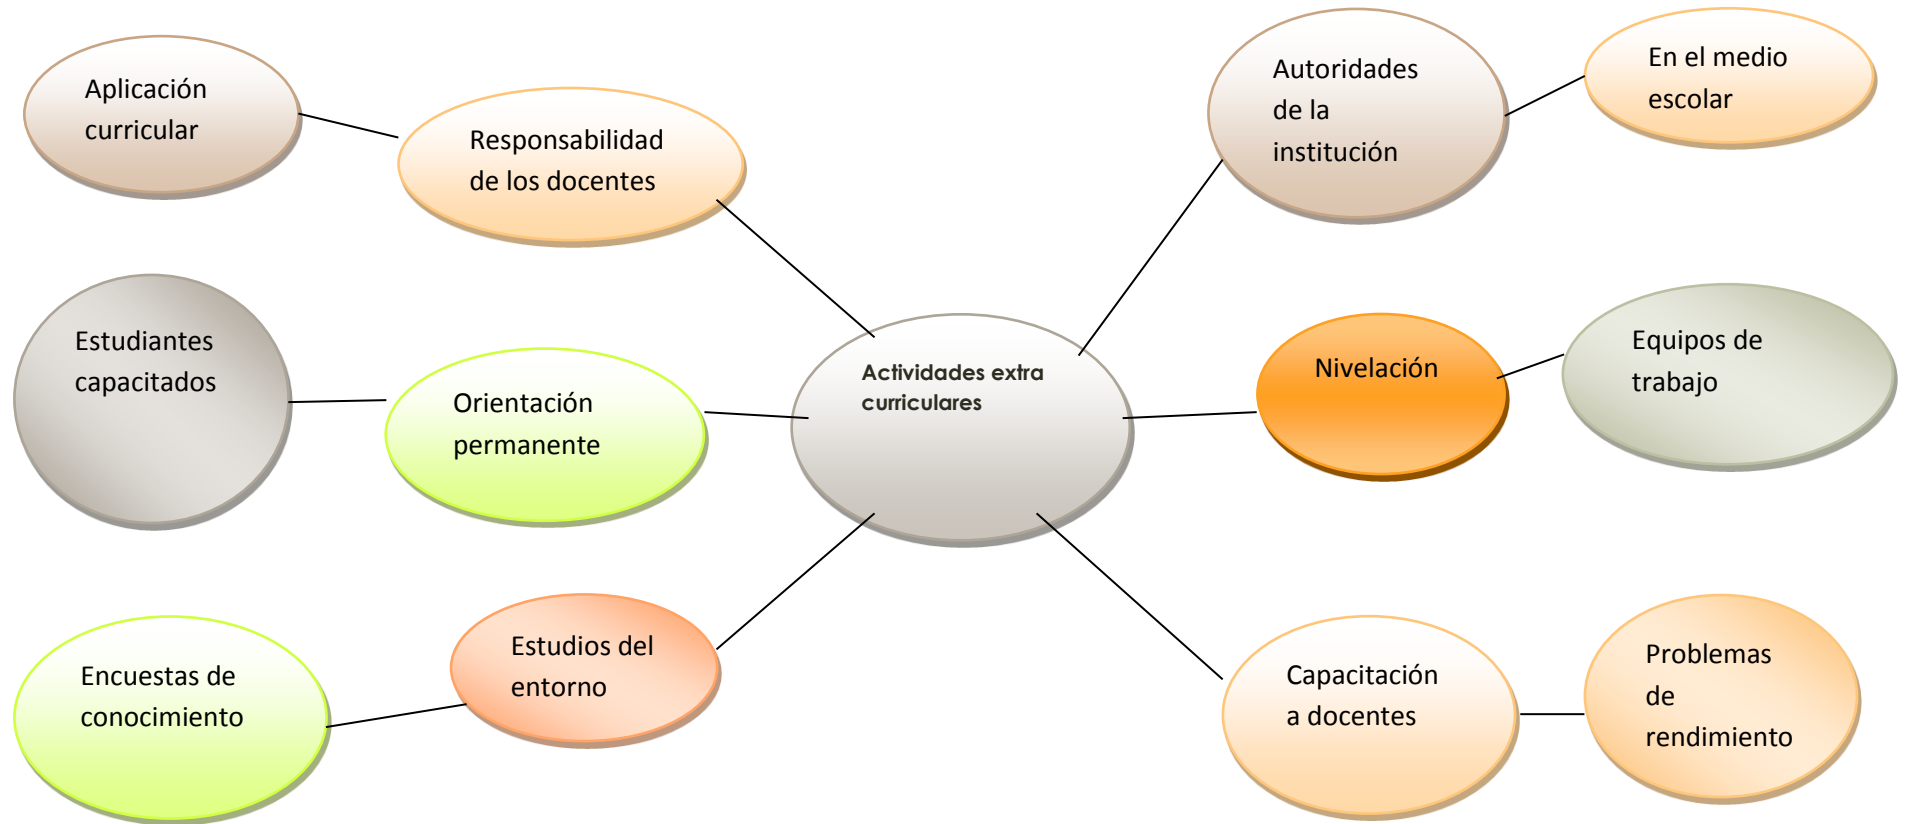 Aplicación
curricular
Responsabilidad
de los docentes
Autoridades
de la
institución
En el medio
escolar
Estudiantes
capacitados
Orientación
permanente
Actividades extra
curriculares
Nivelación
Equipos de
trabajo
Encuestas de
conocimiento
Estudios del
entorno
Capacitación
a docentes
Problemas
de
rendimiento